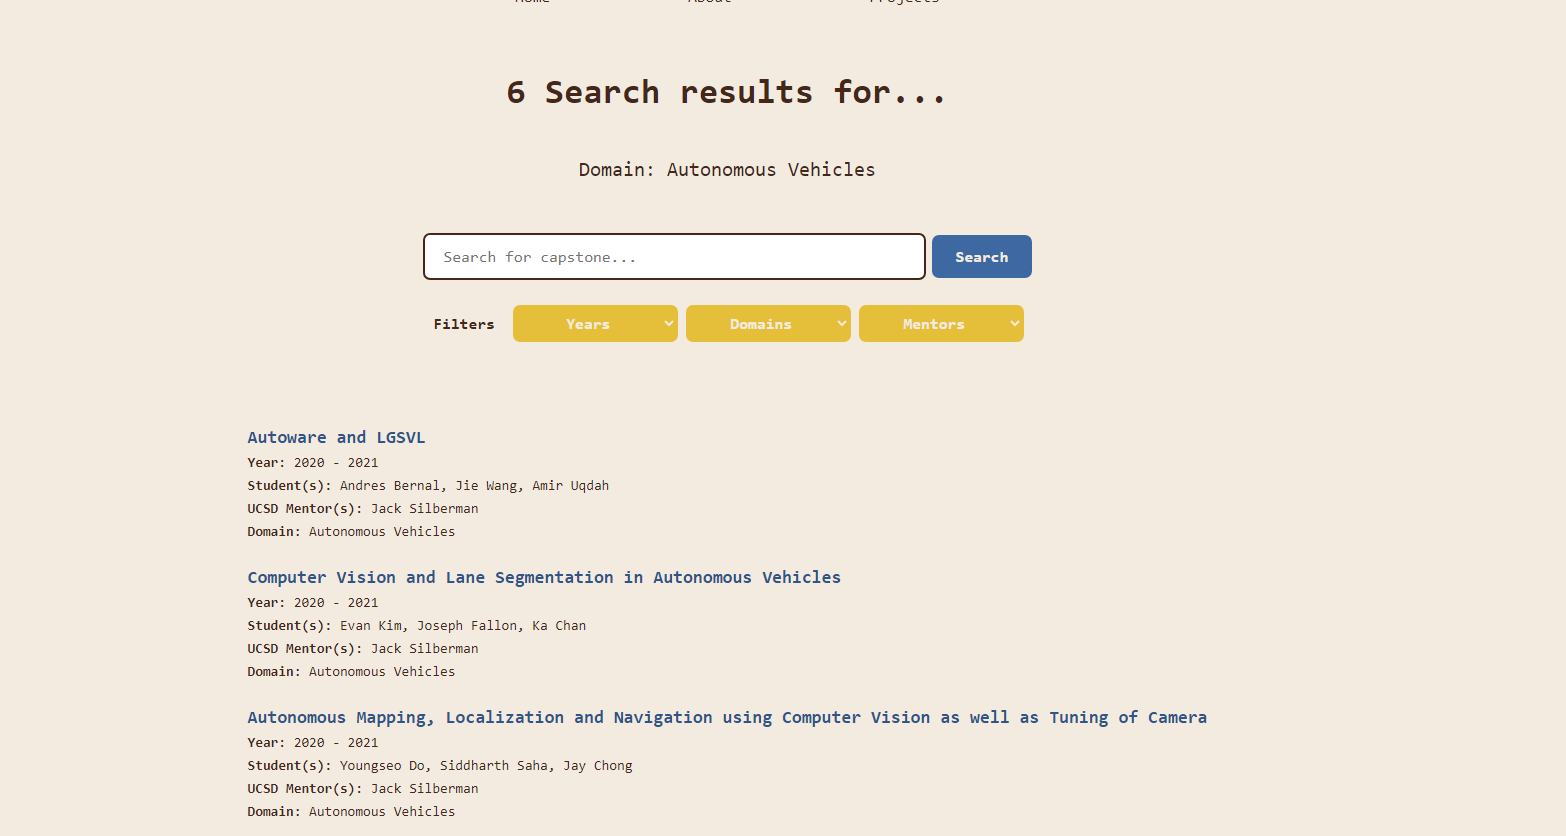 Home About Projects
6 Search results for...
Domain: Autonomous Vehicles
Search for capstone... Search
Filters Years Domains Mentors
Autoware and LGSVL
Year: 2020 - 2021
Student(s): Andres Bernal, Jie Wang, Amir Uqdah
UCSD Mentor(s): Jack Silberman
Domain: Autonomous Vehicles
Computer Vision and Lane Segmentation in Autonomous Vehicles
Year: 2020 - 2021
Student(s): Evan Kim, Joseph Fallon, Ka Chan
UCSD Mentor(s): Jack Silberman
Domain: Autonomous Vehicles
Autonomous Mapping, Localization and Navigation using Computer Vision as well as Tuning of Camera
Year: 2020 - 2021
Student(s): Youngseo Do, Siddharth Saha, Jay Chong
UCSD Mentor(s): Jack Silberman
Domain: Autonomous Vehicles